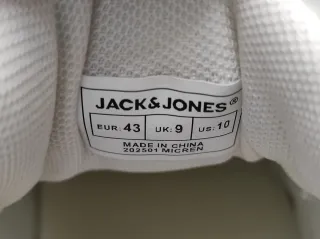 JACK&JONES®
EUR: 43 UK: 9 US: 10
MADE IN CHINA
202501 MICREN